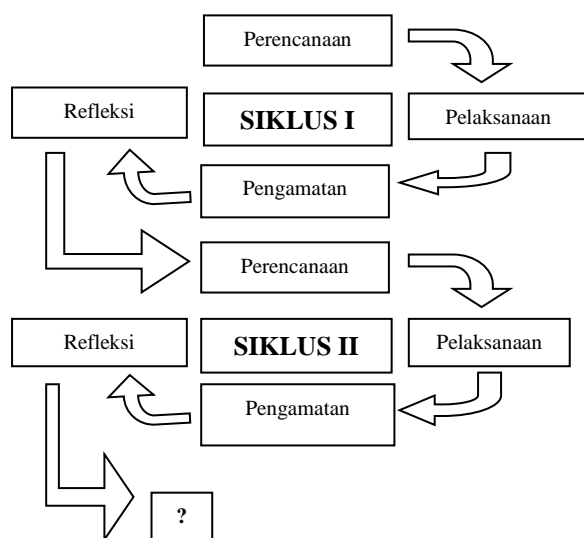 Perencanaan
Refleksi
SIKLUS I
Pelaksanaan
Pengamatan
Perencanaan
Refleksi
SIKLUS II
Pelaksanaan
Pengamatan
?